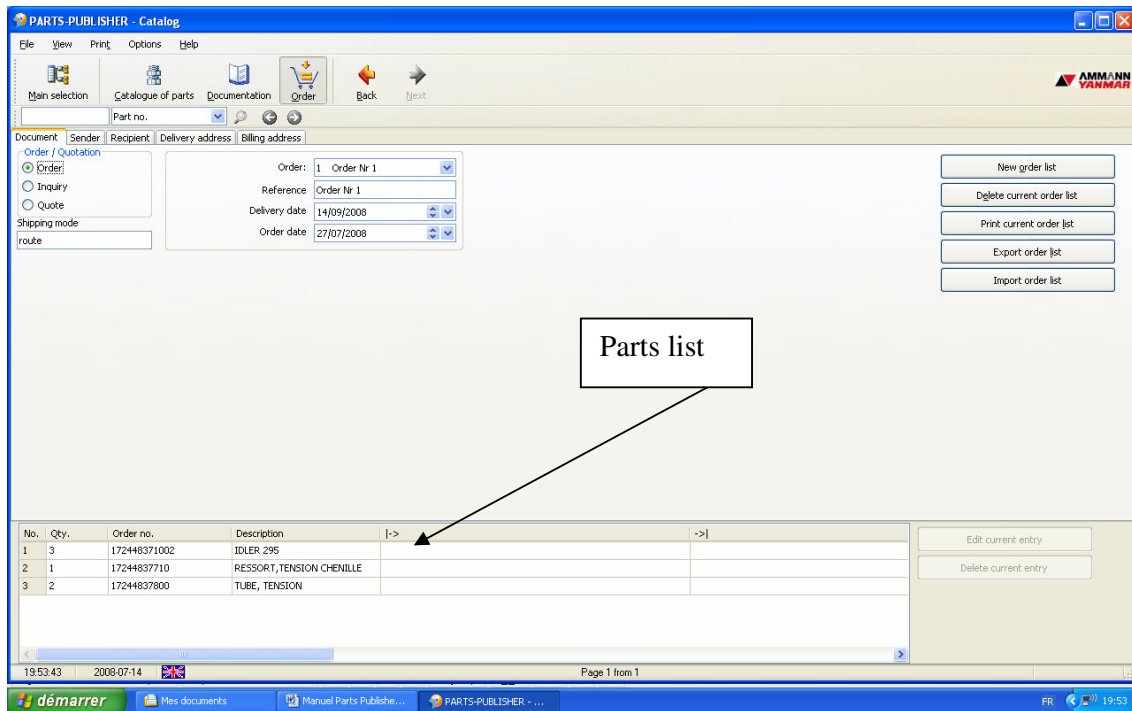 PARTS-PUBLISHER - Catalog
File View Print Options Help
Main selection Catalogue of parts Documentation Order Back Next
AMMANN
YANMAR
Part no.
Document Sender Recipient Delivery address Billing address
Order / Quotation
Order
Inquiry
Quote
Shipping mode
route
Order: 1 Order Nr 1
Reference Order Nr 1
Delivery date 14/09/2008
Order date 27/07/2008
New order list
Delete current order list
Print current order list
Export order list
Import order list
Parts list
No. Qty. Order no. Description |-> ->|
1 3 172448371002 IDLER 295
2 1 17244837710 RESSORT,TENSION CHENILLE
3 2 17244837800 TUBE, TENSION
Edit current entry
Delete current entry
19:53:43 2008-07-14 Page 1 from 1
démarrer Mes documents Manuel Parts Publishe... PARTS-PUBLISHER - ... FR 19:53